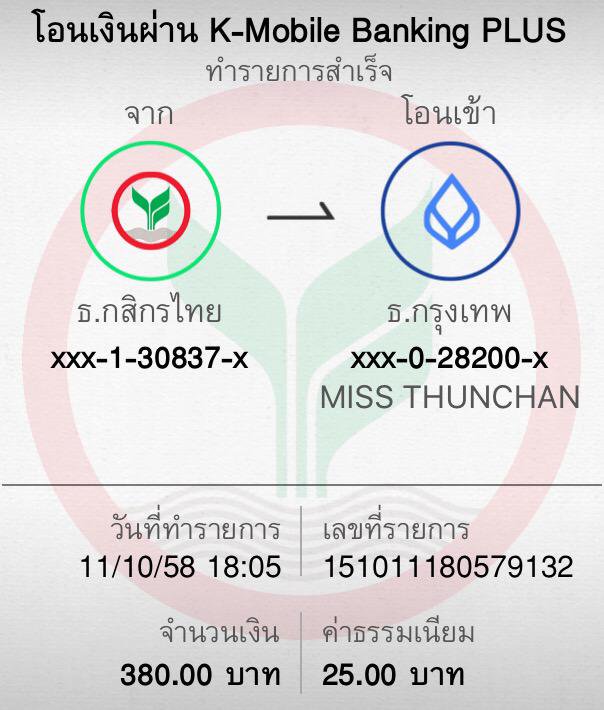 โอนเงินผ่าน K-Mobile Banking PLUS
ทำรายการสำเร็จ
จาก
โอนเข้า
ธ.กสิกรไทย
ธ.กรุงเทพ
xxx-1-30837-x
xxx-0-28200-x
MISS THUNCHAN
วันที่ทำรายการ
เลขที่รายการ
11/10/58 18:05
151011180579132
จำนวนเงิน
ค่าธรรมเนียม
380.00 บาท
25.00 บาท